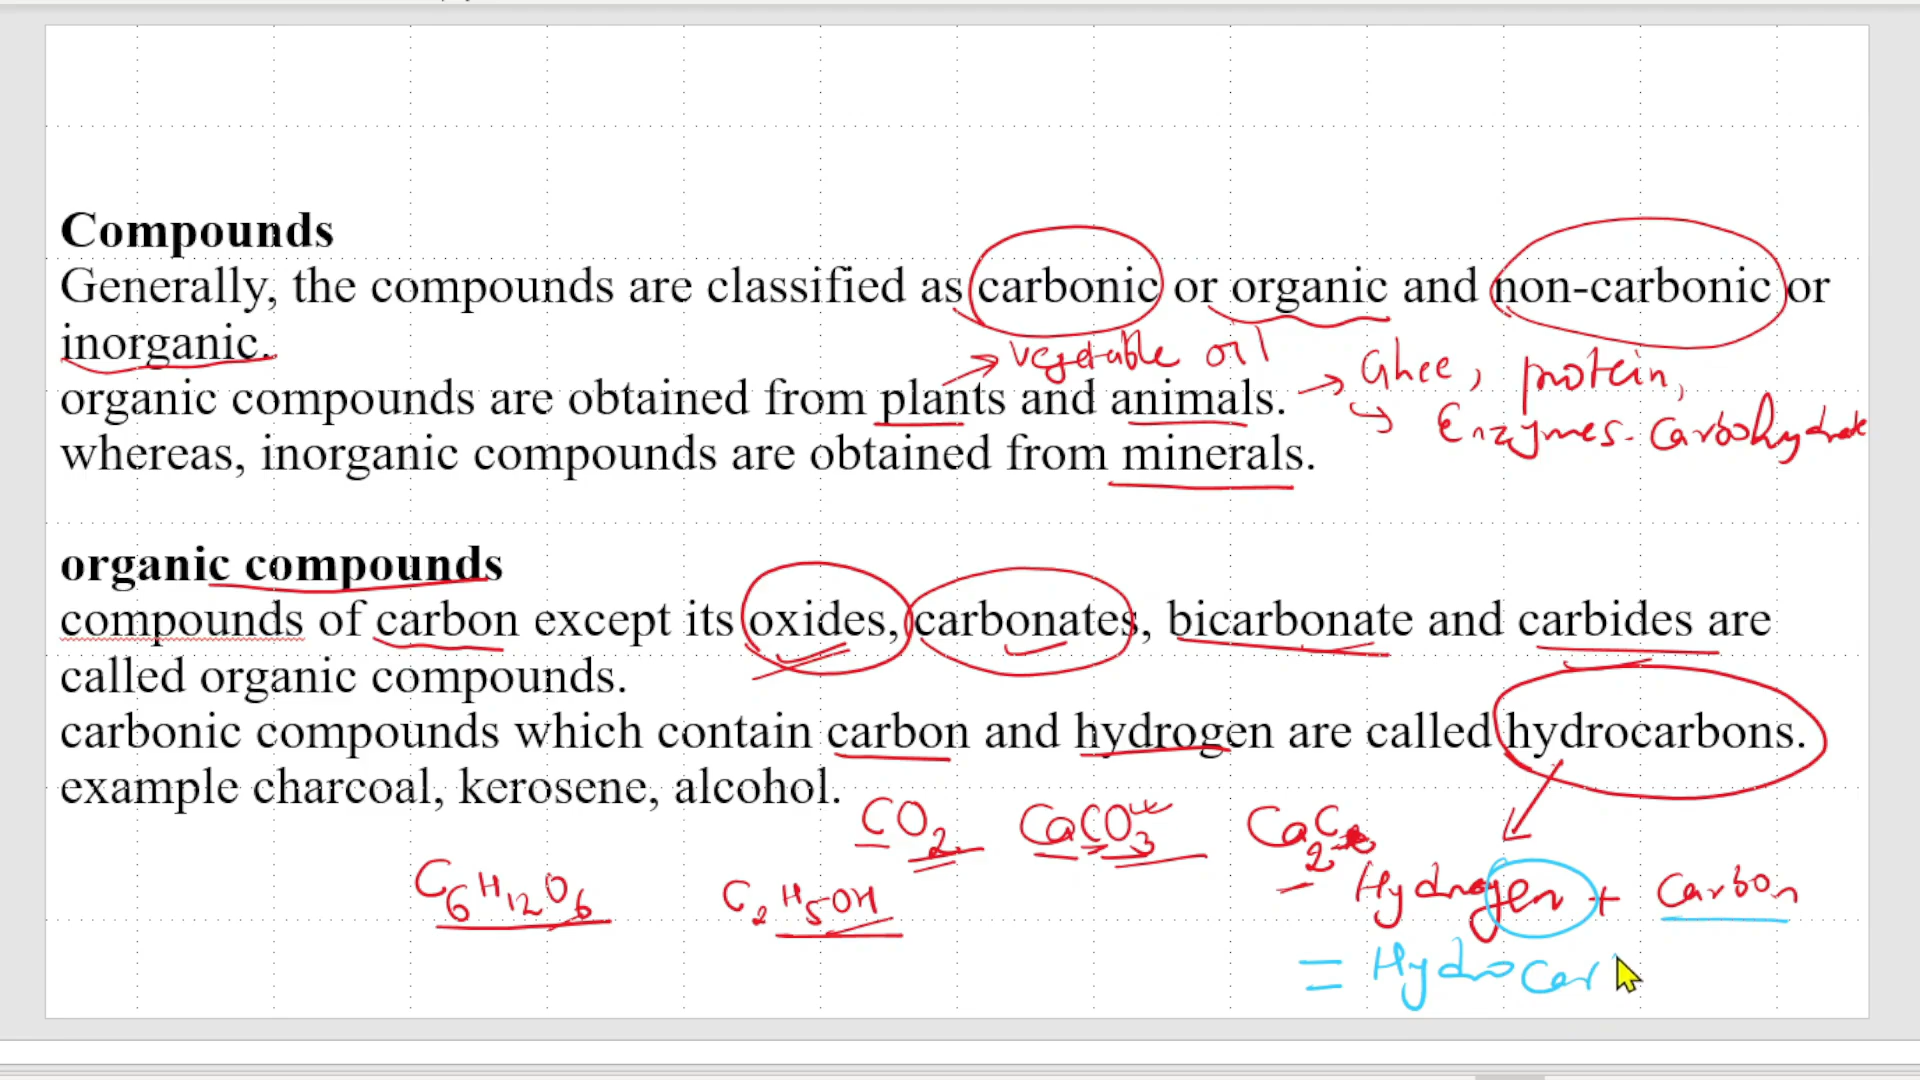 Compounds
Generally, the compounds are classified as carbonic or organic and non-carbonic or
inorganic.
→ vegetable oil → Ghee, protein,
organic compounds are obtained from plants and animals.
↪ Enzymes. Carbohydrate
whereas, inorganic compounds are obtained from minerals.
organic compounds
compounds of carbon except its oxides, carbonates, bicarbonate and carbides are
called organic compounds.
carbonic compounds which contain carbon and hydrogen are called hydrocarbons.
example charcoal, kerosene, alcohol.
CO2 CaCO3 CaC2
C6H12O6 C2H5OH Hydrogen + Carbon
= Hydrocar